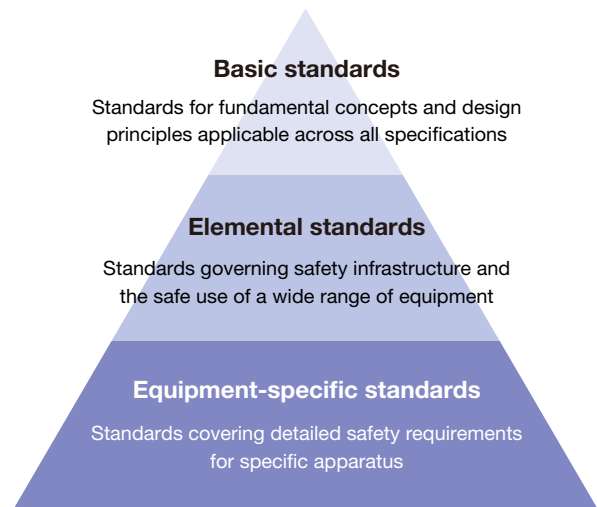 Basic standards
Standards for fundamental concepts and design
principles applicable across all specifications
Elemental standards
Standards governing safety infrastructure and
the safe use of a wide range of equipment
Equipment-specific standards
Standards covering detailed safety requirements
for specific apparatus